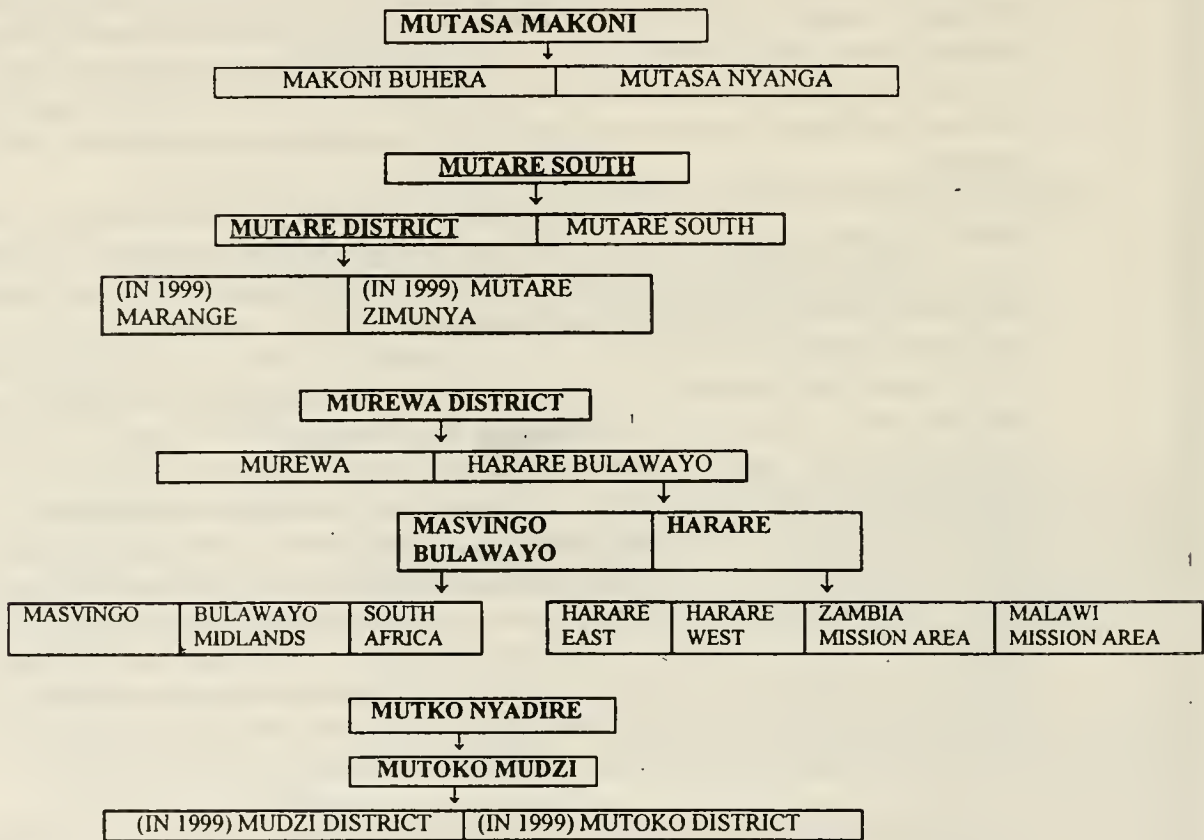 MUTASA MAKONI
MAKONI BUHERA MUTASA NYANGA
MUTARE SOUTH
MUTARE DISTRICT MUTARE SOUTH
(IN 1999) MARANGE
(IN 1999) MUTARE ZIMUNYA
MUREWA DISTRICT
MUREWA HARARE BULAWAYO
MASVINGO BULAWAYO
HARARE
MASVINGO
BULAWAYO MIDLANDS
SOUTH AFRICA
HARARE EAST
HARARE WEST
ZAMBIA MISSION AREA
MALAWI MISSION AREA
MUTKO NYADIRE
MUTOKO MUDZI
(IN 1999) MUDZI DISTRICT (IN 1999) MUTOKO DISTRICT